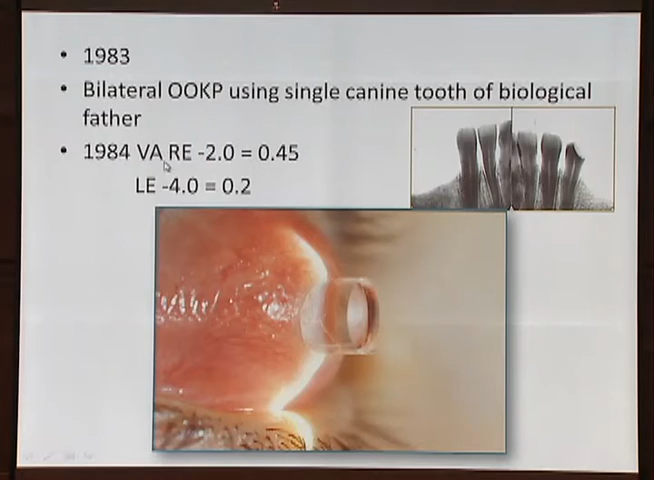 • 1983
• Bilateral OOKP using single canine tooth of biological
father
• 1984 VA RE -2.0 = 0.45
LE -4.0 = 0.2